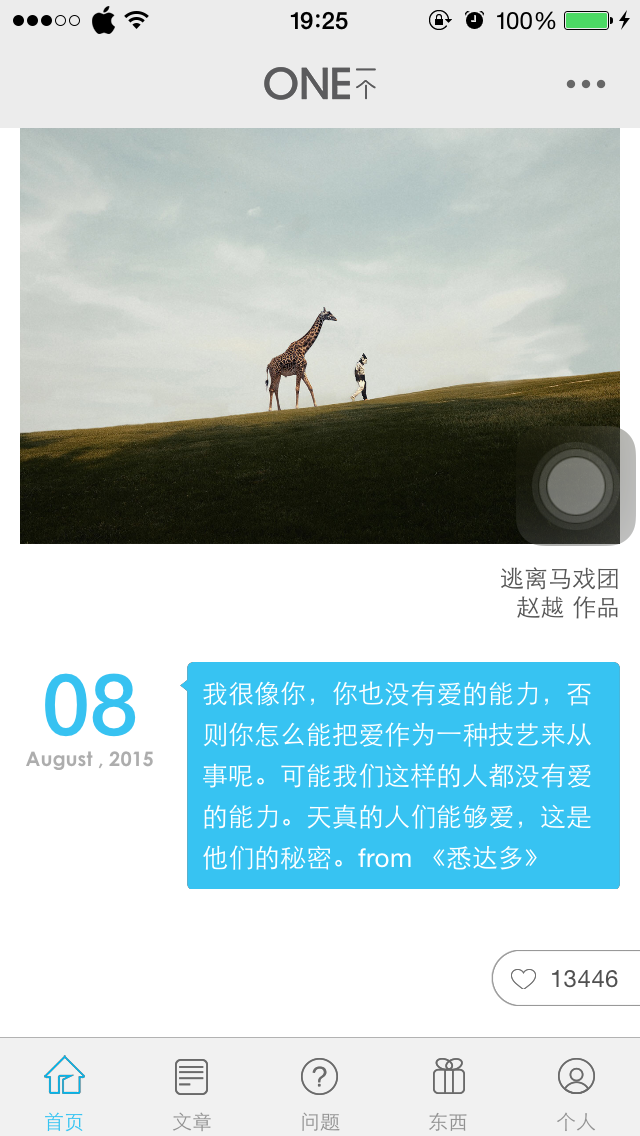 19:25
100%
ONE一个
逃离马戏团
赵越 作品
08
August , 2015
我很像你，你也没有爱的能力，否
则你怎么能把爱作为一种技艺来从
事呢。可能我们这样的人都没有爱
的能力。天真的人们能够爱，这是
他们的秘密。from 《悉达多》
13446
首页
文章
问题
东西
个人